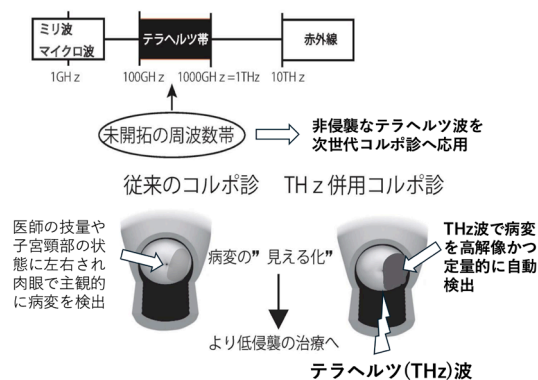 ミリ波
マイクロ波
テラヘルツ帯
赤外線
1GHz
100GHz
1000GHz=1THz
10THz
未開拓の周波数帯
非侵襲なテラヘルツ波を
次世代コルポ診へ応用
従来のコルポ診
THz併用コルポ診
医師の技量や
子宮頸部の状
態に左右され
肉眼で主観的
に病変を検出
病変の”見える化”
THz波で病変
を高解像かつ
定量的に自動
検出
より低侵襲の治療へ
テラヘルツ(THz)波